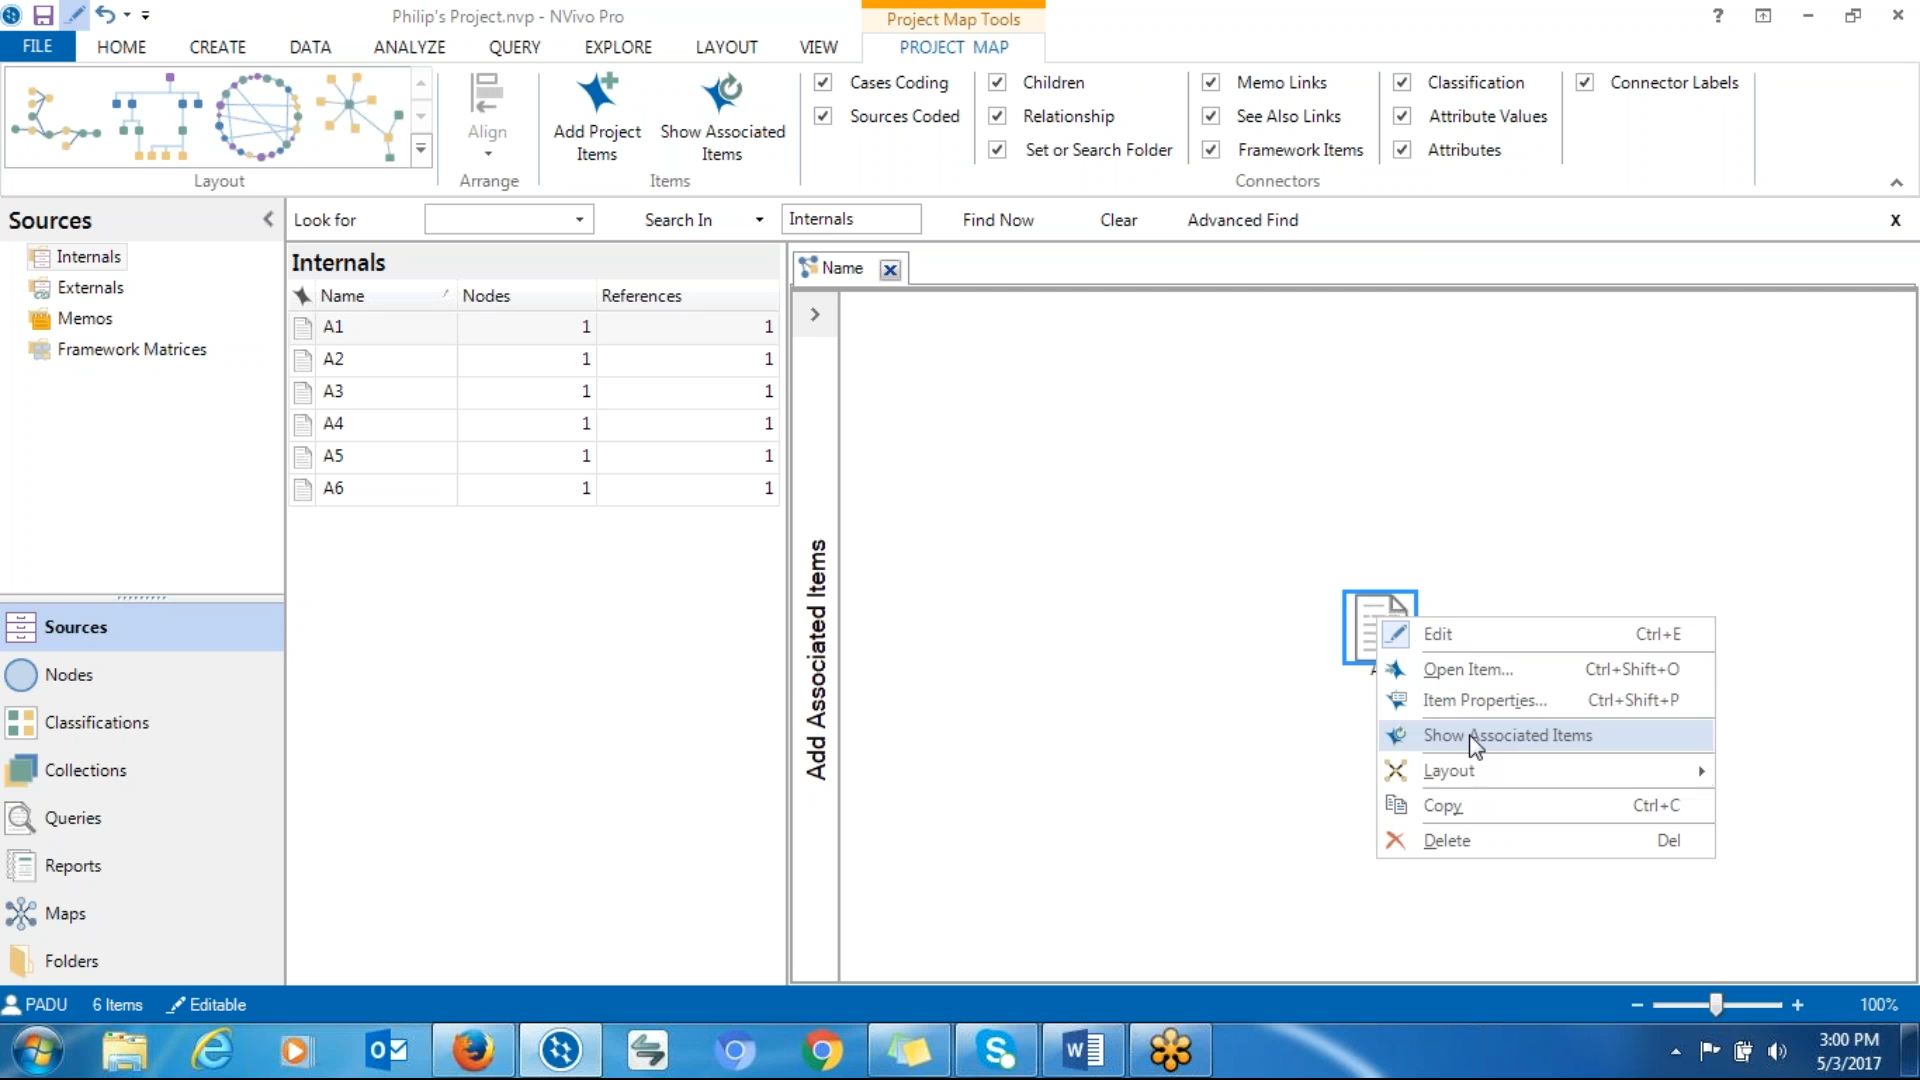 Philip's Project.nvp - NVivo Pro
Project Map Tools
?
FILE
HOME
CREATE
DATA
ANALYZE
QUERY
EXPLORE
LAYOUT
VIEW
PROJECT MAP
Align
Add Project
Items
Show Associated
Items
Cases Coding
Sources Coded
Children
Relationship
Set or Search Folder
Memo Links
See Also Links
Framework Items
Classification
Attribute Values
Attributes
Connector Labels
Layout
Arrange
Items
Connectors
Sources
Look for
Search In
Internals
Find Now
Clear
Advanced Find
X
Internals
Externals
Memos
Framework Matrices
Internals
Name Nodes References
A1 1 1
A2 1 1
A3 1 1
A4 1 1
A5 1 1
A6 1 1
Name
Add Associated Items
Edit Ctrl+E
Open Item... Ctrl+Shift+O
Item Properties... Ctrl+Shift+P
Show Associated Items
Layout
Copy Ctrl+C
Delete Del
Sources
Nodes
Classifications
Collections
Queries
Reports
Maps
Folders
PADU
6 Items
Editable
100%
3:00 PM
5/3/2017